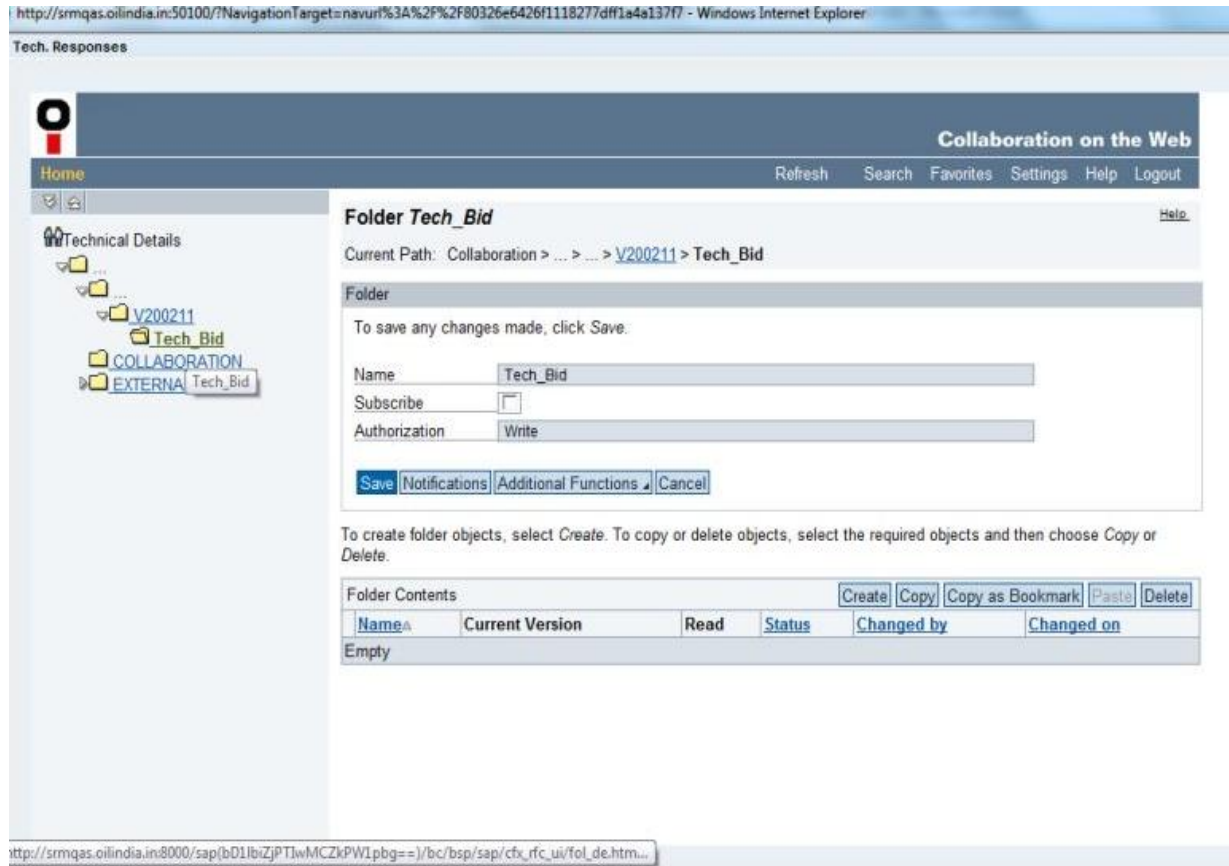 http://srmqas.oilindia.in:50100/?NavigationTarget=navurl%3A%2F%2F80326e6426f1118277dff1a4a137f7 - Windows Internet Explorer
Tech. Responses
Collaboration on the Web
Home Refresh Search Favorites Settings Help Logout
Technical Details
...
...
V200211
Tech_Bid
COLLABORATION
EXTERNA
Tech_Bid
Folder Tech_Bid Help
Current Path: Collaboration > ... > ... > V200211 > Tech_Bid
Folder
To save any changes made, click Save.
Name Tech_Bid
Subscribe
Authorization Write
Save Notifications Additional Functions Cancel
To create folder objects, select Create. To copy or delete objects, select the required objects and then choose Copy or
Delete.
Folder Contents Create Copy Copy as Bookmark Paste Delete
Name Current Version Read Status Changed by Changed on
Empty
http://srmqas.oilindia.in:8000/sap(bD1lbiZjPTIwMCZkPW1pbg==)/bc/bsp/sap/cfx_rfc_ui/fol_de.htm...